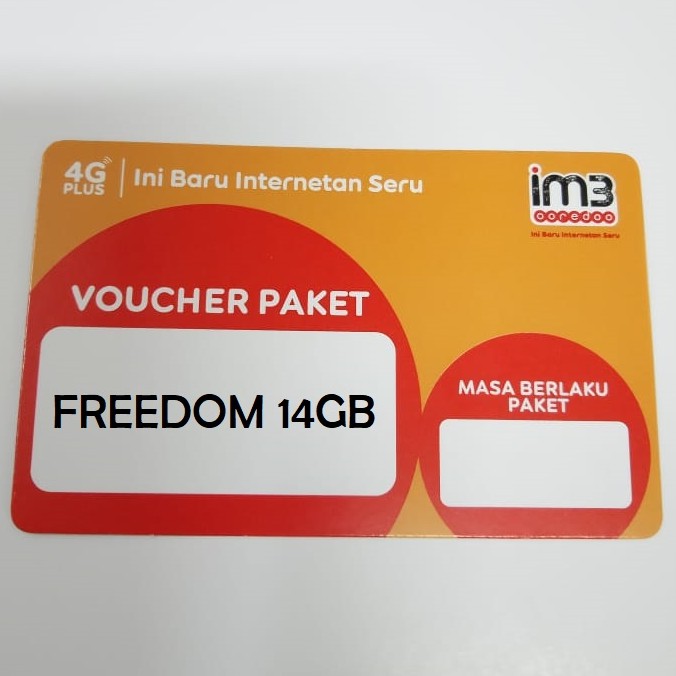 4G PLUS | Ini Baru Internetan Seru
im3
ooredoo
Ini Baru Internetan Seru
VOUCHER PAKET
FREEDOM 14GB
MASA BERLAKU
PAKET